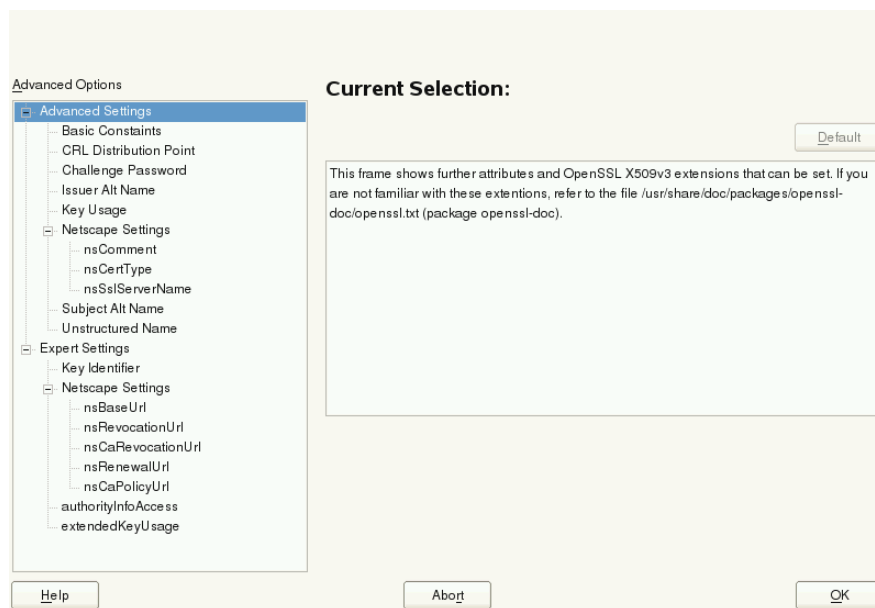 Advanced Options
Advanced Settings
Basic Constaints
CRL Distribution Point
Challenge Password
Issuer Alt Name
Key Usage
Netscape Settings
nsComment
nsCertType
nsSslServerName
Subject Alt Name
Unstructured Name
Expert Settings
Key Identifier
Netscape Settings
nsBaseUrl
nsRevocationUrl
nsCaRevocationUrl
nsRenewalUrl
nsCaPolicyUrl
authorityInfoAccess
extendedKeyUsage
Current Selection:
Default
This frame shows further attributes and OpenSSL X509v3 extensions that can be set. If you
are not familiar with these extentions, refer to the file /usr/share/doc/packages/openssl-
doc/openssl.txt (package openssl-doc).
Help
Abort
OK